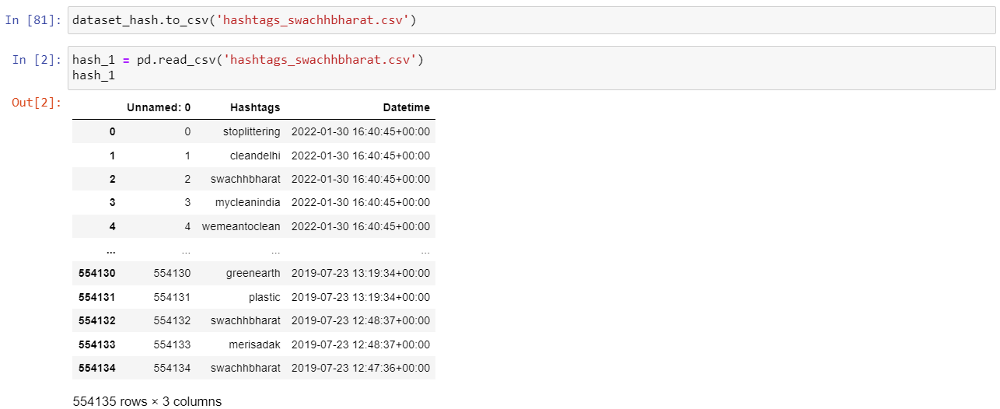 In [81]: dataset_hash.to_csv('hashtags_swachhbharat.csv')
In [2]: hash_1 = pd.read_csv('hashtags_swachhbharat.csv')
hash_1
Out[2]:
Unnamed: 0 Hashtags Datetime
0 0 stoplittering 2022-01-30 16:40:45+00:00
1 1 cleandelhi 2022-01-30 16:40:45+00:00
2 2 swachhbharat 2022-01-30 16:40:45+00:00
3 3 mycleanindia 2022-01-30 16:40:45+00:00
4 4 wemeantoclean 2022-01-30 16:40:45+00:00
... ... ... ...
554130 554130 greenearth 2019-07-23 13:19:34+00:00
554131 554131 plastic 2019-07-23 13:19:34+00:00
554132 554132 swachhbharat 2019-07-23 12:48:37+00:00
554133 554133 merisadak 2019-07-23 12:48:37+00:00
554134 554134 swachhbharat 2019-07-23 12:47:36+00:00
554135 rows × 3 columns